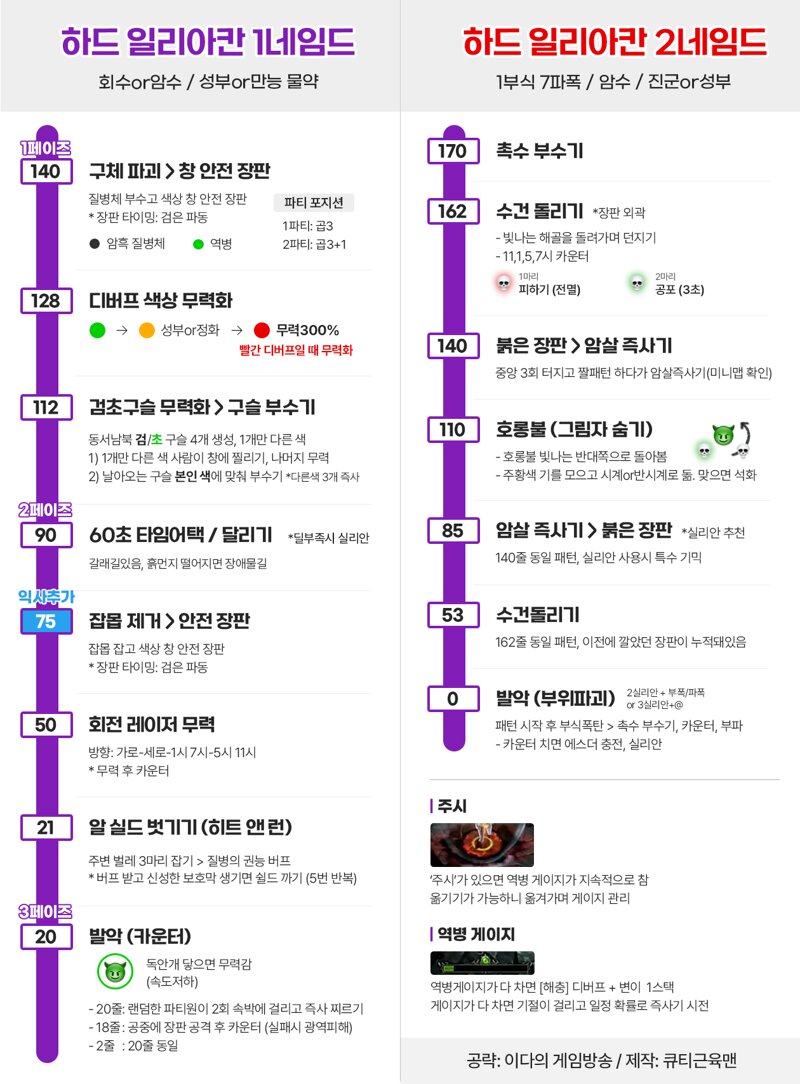 하드 일리아칸 1네임드
회수or암수 / 성부or만능 물약
1페이즈
140
구체 파괴 > 창 안전 장판
질병체 부수고 색상 창 안전 장판
* 장판 타이밍: 검은 파동
암흑 질병체
역병
파티 포지션
1파티: 곱3
2파티: 곱3+1
128
디버프 색상 무력화
→ 성부or정화 → 무력300%
빨간 디버프일 때 무력화
112
검초구슬 무력화 > 구슬 부수기
동서남북 검/초 구슬 4개 생성, 1개만 다른 색
1) 1개만 다른 색 사람이 창에 찔리기, 나머지 무력
2) 날아오는 구슬 본인 색에 맞춰 부수기 *다른색 3개 즉사
2페이즈
90
60초 타임어택 / 달리기 *딜부족시 실리안
갈래길있음, 흙먼지 떨어지면 장애물길
익사추가
75
잡몹 제거 > 안전 장판
잡몹 잡고 색상 창 안전 장판
* 장판 타이밍: 검은 파동
50
회전 레이저 무력
방향: 가로-세로-1시 7시-5시 11시
* 무력 후 카운터
21
알 실드 벗기기 (히트 앤 런)
주변 벌레 3마리 잡기 > 질병의 권능 버프
* 버프 받고 신성한 보호막 생기면 쉴드 까기 (5번 반복)
3페이즈
20
발악 (카운터)
독안개 닿으면 무력감
(속도저하)
- 20줄: 랜덤한 파티원이 2회 속박에 걸리고 즉사 찌르기
- 18줄: 공중에 장판 공격 후 카운터 (실패시 광역피해)
- 2줄 : 20줄 동일
하드 일리아칸 2네임드
1부식 7파폭 / 암수 / 진군or성부
170
촉수 부수기
162
수건 돌리기 *장판 외곽
- 빛나는 해골을 돌려가며 던지기
- 11,1,5,7시 카운터
1마리
피하기 (전멸)
2마리
공포 (3초)
140
붉은 장판 > 암살 즉사기
중앙 3회 터지고 짤패턴 하다가 암살즉사기(미니맵 확인)
110
호롱불 (그림자 숨기)
- 호롱불 빛나는 반대쪽으로 돌아봄
- 주황색 기를 모으고 시계or반시계로 돎. 맞으면 석화
85
암살 즉사기 > 붉은 장판 *실리안 추천
140줄 동일 패턴, 실리안 사용시 특수 기믹
53
수건돌리기
162줄 동일 패턴, 이전에 깔았던 장판이 누적돼있음
0
발악 (부위파괴)
2실리안 + 부폭/파폭
or 3실리안+@
패턴 시작 후 부식폭탄 > 촉수 부수기, 카운터, 부파
- 카운터 치면 에스더 충전, 실리안
주시
'주시'가 있으면 역병 게이지가 지속적으로 참
옮기기가 가능하니 옮겨가며 게이지 관리
역병 게이지
역병게이지가 다 차면 [해충] 디버프 + 변이 1스택
게이지가 다 차면 기절이 걸리고 일정 확률로 즉사기 시전
공략: 이다의 게임방송 / 제작: 큐티근육맨